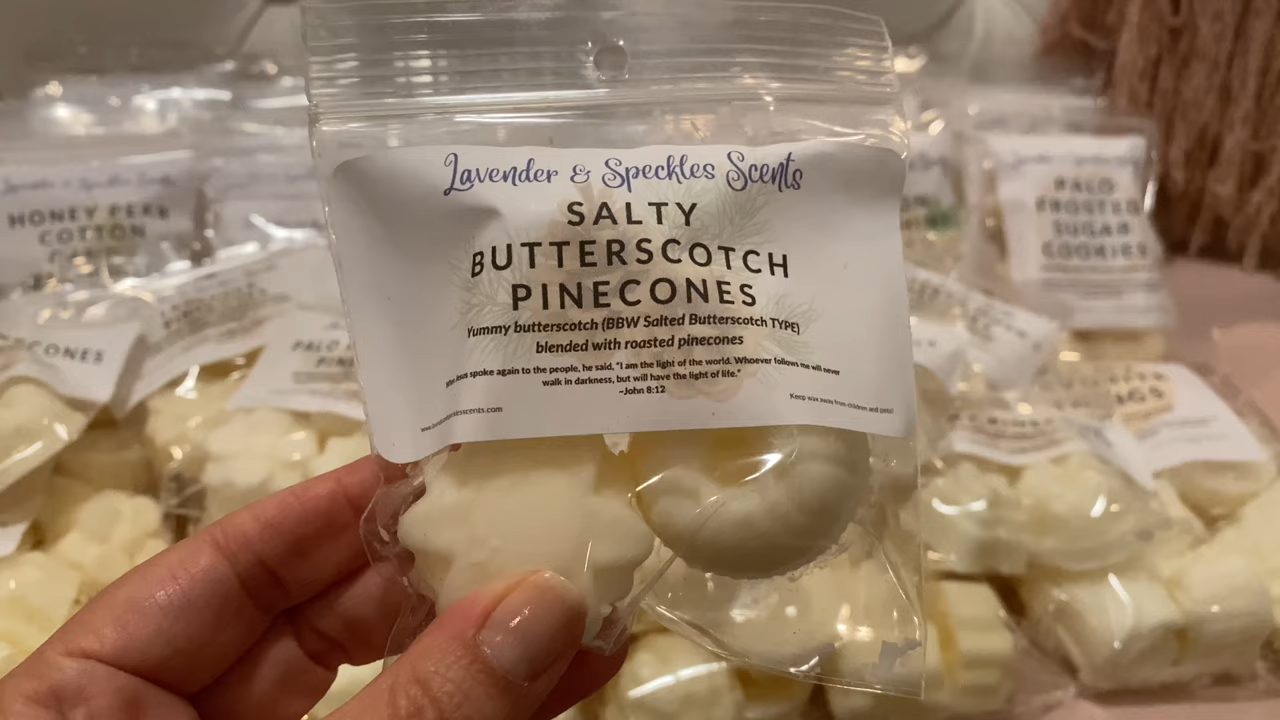 Lavender & Speckles Scents
SALTY
BUTTERSCOTCH
PINECONES
Yummy butterscotch (BBW Salted Butterscotch TYPE)
blended with roasted pinecones
Jesus spoke again to the people, he said, "I am the light of the world. Whoever follows me will never
walk in darkness, but will have the light of life."
~John 8:12
Keep wax away from children and pets!
HONEY PEAR
COTTON
PALO
FROSTED
SUGAR
COOKIES
CONES
PALO